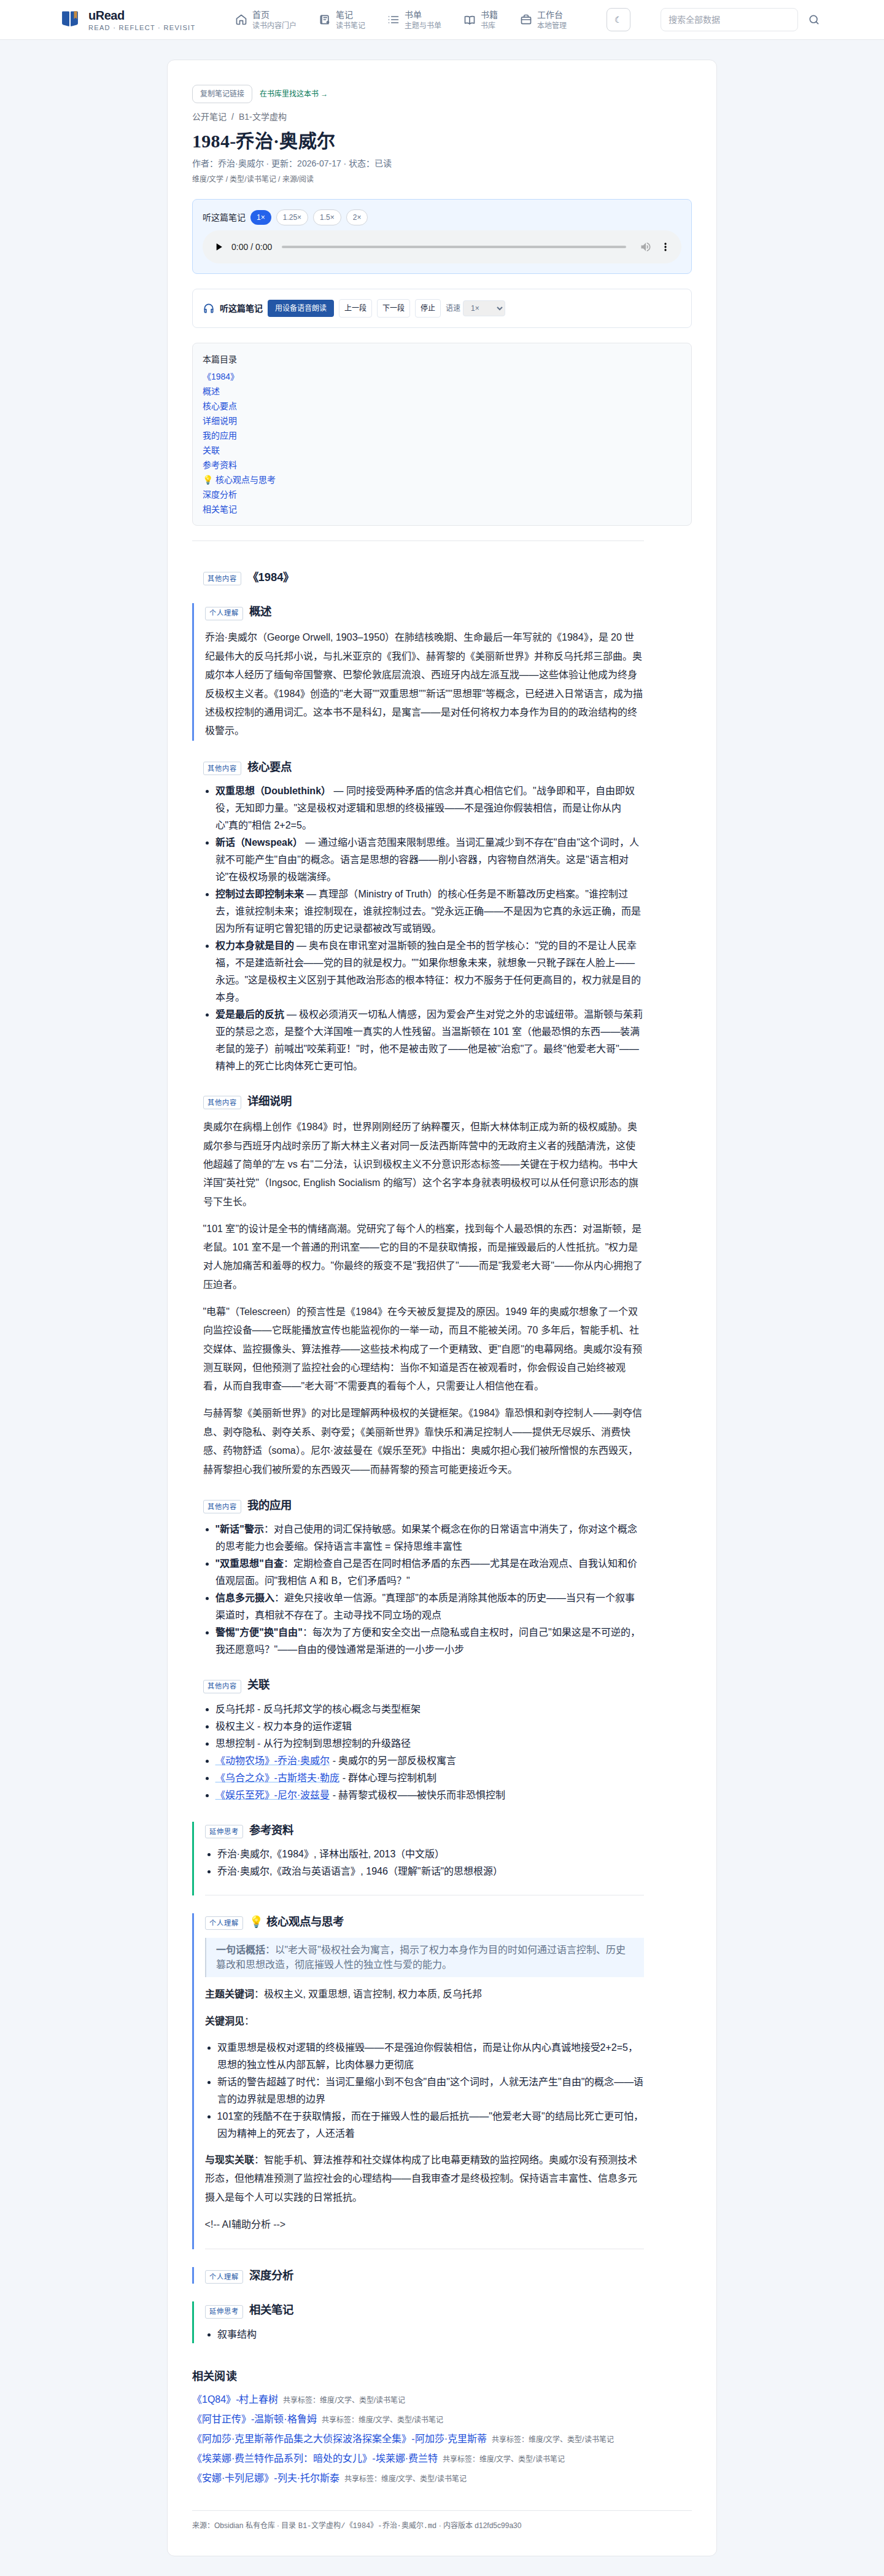 uRead
READ · REFLECT · REVISIT
首页
读书内容门户
笔记
读书笔记
书单
主题与书单
书籍
书库
工作台
本地管理
☾
搜索全部数据
复制笔记链接 在书库里找这本书 →
公开笔记 / B1-文学虚构
1984-乔治·奥威尔
作者：乔治·奥威尔 · 更新：2026-07-17 · 状态：已读
维度/文学 / 类型/读书笔记 / 来源/阅读
听这篇笔记 1× 1.25× 1.5× 2×
0:00 / 0:00
听这篇笔记 用设备语音朗读 上一段 下一段 停止 语速 1×
本篇目录
《1984》
概述
核心要点
详细说明
我的应用
关联
参考资料
💡 核心观点与思考
深度分析
相关笔记
其他内容 《1984》
个人理解 概述
乔治·奥威尔（George Orwell, 1903–1950）在肺结核晚期、生命最后一年写就的《1984》，是 20 世
纪最伟大的反乌托邦小说，与扎米亚京的《我们》、赫胥黎的《美丽新世界》并称反乌托邦三部曲。奥
威尔本人经历了缅甸帝国警察、巴黎伦敦底层流浪、西班牙内战左派互戕——这些体验让他成为终身
反极权主义者。《1984》创造的"老大哥""双重思想""新话""思想罪"等概念，已经进入日常语言，成为描
述极权控制的通用词汇。这本书不是科幻，是寓言——是对任何将权力本身作为目的的政治结构的终
极警示。
其他内容 核心要点
• 双重思想（Doublethink） — 同时接受两种矛盾的信念并真心相信它们。"战争即和平，自由即奴
役，无知即力量。"这是极权对逻辑和思想的终极摧毁——不是强迫你假装相信，而是让你从内
心"真的"相信 2+2=5。
• 新话（Newspeak） — 通过缩小语言范围来限制思维。当词汇量减少到不存在"自由"这个词时，人
就不可能产生"自由"的概念。语言是思想的容器——削小容器，内容物自然消失。这是"语言相对
论"在极权场景的极端演绎。
• 控制过去即控制未来 — 真理部（Ministry of Truth）的核心任务是不断篡改历史档案。"谁控制过
去，谁就控制未来；谁控制现在，谁就控制过去。"党永远正确——不是因为它真的永远正确，而是
因为所有证明它曾犯错的历史记录都被改写或销毁。
• 权力本身就是目的 — 奥布良在审讯室对温斯顿的独白是全书的哲学核心："党的目的不是让人民幸
福，不是建造新社会——党的目的就是权力。""如果你想象未来，就想象一只靴子踩在人脸上——
永远。"这是极权主义区别于其他政治形态的根本特征：权力不服务于任何更高目的，权力就是目的
本身。
• 爱是最后的反抗 — 极权必须消灭一切私人情感，因为爱会产生对党之外的忠诚纽带。温斯顿与茱莉
亚的禁忌之恋，是整个大洋国唯一真实的人性残留。当温斯顿在 101 室（他最恐惧的东西——装满
老鼠的笼子）前喊出"咬茱莉亚！"时，他不是被击败了——他是被"治愈"了。最终"他爱老大哥"——
精神上的死亡比肉体死亡更可怕。
其他内容 详细说明
奥威尔在病榻上创作《1984》时，世界刚刚经历了纳粹覆灭，但斯大林体制正成为新的极权威胁。奥
威尔参与西班牙内战时亲历了斯大林主义者对同一反法西斯阵营中的无政府主义者的残酷清洗，这使
他超越了简单的"左 vs 右"二分法，认识到极权主义不分意识形态标签——关键在于权力结构。书中大
洋国"英社党"（Ingsoc, English Socialism 的缩写）这个名字本身就表明极权可以从任何意识形态的旗
号下生长。
"101 室"的设计是全书的情绪高潮。党研究了每个人的档案，找到每个人最恐惧的东西：对温斯顿，是
老鼠。101 室不是一个普通的刑讯室——它的目的不是获取情报，而是摧毁最后的人性抵抗。"权力是
对人施加痛苦和羞辱的权力。"你最终的叛变不是"我招供了"——而是"我爱老大哥"——你从内心拥抱了
压迫者。
"电幕"（Telescreen）的预言性是《1984》在今天被反复提及的原因。1949 年的奥威尔想象了一个双
向监控设备——它既能播放宣传也能监视你的一举一动，而且不能被关闭。70 多年后，智能手机、社
交媒体、监控摄像头、算法推荐——这些技术构成了一个更精致、更"自愿"的电幕网络。奥威尔没有预
测互联网，但他预测了监控社会的心理结构：当你不知道是否在被观看时，你会假设自己始终被观
看，从而自我审查——"老大哥"不需要真的看每个人，只需要让人相信他在看。
与赫胥黎《美丽新世界》的对比是理解两种极权的关键框架。《1984》靠恐惧和剥夺控制人——剥夺信
息、剥夺隐私、剥夺关系、剥夺爱；《美丽新世界》靠快乐和满足控制人——提供无尽娱乐、消费快
感、药物舒适（soma）。尼尔·波兹曼在《娱乐至死》中指出：奥威尔担心我们被所憎恨的东西毁灭，
赫胥黎担心我们被所爱的东西毁灭——而赫胥黎的预言可能更接近今天。
其他内容 我的应用
• "新话"警示：对自己使用的词汇保持敏感。如果某个概念在你的日常语言中消失了，你对这个概念
的思考能力也会萎缩。保持语言丰富性 = 保持思维丰富性
• "双重思想"自查：定期检查自己是否在同时相信矛盾的东西——尤其是在政治观点、自我认知和价
值观层面。问"我相信 A 和 B，它们矛盾吗？"
• 信息多元摄入：避免只接收单一信源。"真理部"的本质是消除其他版本的历史——当只有一个叙事
渠道时，真相就不存在了。主动寻找不同立场的观点
• 警惕"方便"换"自由"：每次为了方便和安全交出一点隐私或自主权时，问自己"如果这是不可逆的，
我还愿意吗？"——自由的侵蚀通常是渐进的一小步一小步
其他内容 关联
• 反乌托邦 - 反乌托邦文学的核心概念与类型框架
• 极权主义 - 权力本身的运作逻辑
• 思想控制 - 从行为控制到思想控制的升级路径
• 《动物农场》-乔治·奥威尔 - 奥威尔的另一部反极权寓言
• 《乌合之众》-古斯塔夫·勒庞 - 群体心理与控制机制
• 《娱乐至死》-尼尔·波兹曼 - 赫胥黎式极权——被快乐而非恐惧控制
延伸思考 参考资料
• 乔治·奥威尔,《1984》, 译林出版社, 2013（中文版）
• 乔治·奥威尔,《政治与英语语言》, 1946（理解"新话"的思想根源）
个人理解 💡 核心观点与思考
一句话概括：以"老大哥"极权社会为寓言，揭示了权力本身作为目的时如何通过语言控制、历史
篡改和思想改造，彻底摧毁人性的独立性与爱的能力。
主题关键词：极权主义, 双重思想, 语言控制, 权力本质, 反乌托邦
关键洞见：
• 双重思想是极权对逻辑的终极摧毁——不是强迫你假装相信，而是让你从内心真诚地接受2+2=5，
思想的独立性从内部瓦解，比肉体暴力更彻底
• 新话的警告超越了时代：当词汇量缩小到不包含"自由"这个词时，人就无法产生"自由"的概念——语
言的边界就是思想的边界
• 101室的残酷不在于获取情报，而在于摧毁人性的最后抵抗——"他爱老大哥"的结局比死亡更可怕，
因为精神上的死去了，人还活着
与现实关联：智能手机、算法推荐和社交媒体构成了比电幕更精致的监控网络。奥威尔没有预测技术
形态，但他精准预测了监控社会的心理结构——自我审查才是终极控制。保持语言丰富性、信息多元
摄入是每个人可以实践的日常抵抗。
<!-- AI辅助分析 -->
个人理解 深度分析
延伸思考 相关笔记
• 叙事结构
相关阅读
《1Q84》-村上春树 共享标签：维度/文学、类型/读书笔记
《阿甘正传》-温斯顿·格鲁姆 共享标签：维度/文学、类型/读书笔记
《阿加莎·克里斯蒂作品集之大侦探波洛探案全集》-阿加莎·克里斯蒂 共享标签：维度/文学、类型/读书笔记
《埃莱娜·费兰特作品系列：暗处的女儿》-埃莱娜·费兰特 共享标签：维度/文学、类型/读书笔记
《安娜·卡列尼娜》-列夫·托尔斯泰 共享标签：维度/文学、类型/读书笔记
来源：Obsidian 私有仓库 · 目录 B1-文学虚构/《1984》-乔治·奥威尔.md · 内容版本 d12fd5c99a30